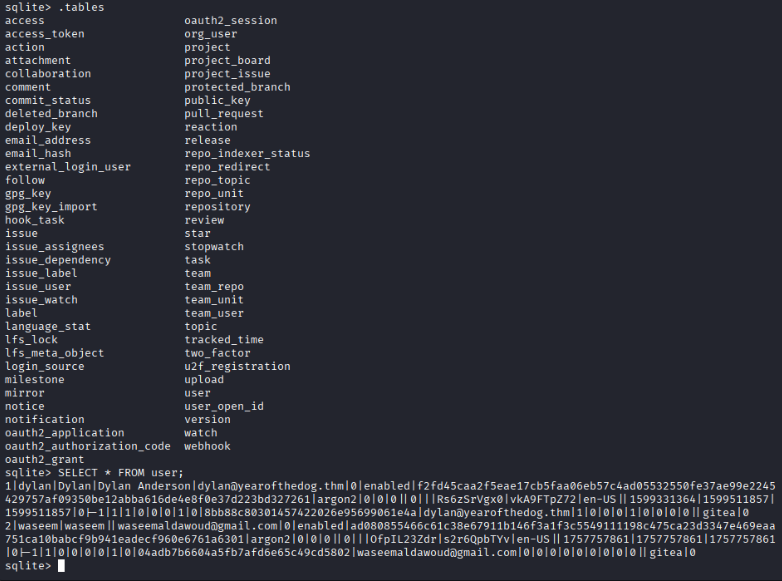 sqlite> .tables
access                     oauth2_session
access_token               org_user
action                     project
attachment                 project_board
collaboration              project_issue
comment                    protected_branch
commit_status              public_key
deleted_branch             pull_request
deploy_key                 reaction
email_address              release
email_hash                 repo_indexer_status
external_login_user        repo_redirect
follow                     repo_topic
gpg_key                    repo_unit
gpg_key_import             repository
hook_task                  review
issue                      star
issue_assignees            stopwatch
issue_dependency           task
issue_label                team
issue_user                 team_repo
issue_watch                team_unit
label                      team_user
language_stat              topic
lfs_lock                   tracked_time
lfs_meta_object            two_factor
login_source               u2f_registration
milestone                  upload
mirror                     user
notice                     user_open_id
notification               version
oauth2_application         watch
oauth2_authorization_code  webhook
oauth2_grant
sqlite> SELECT * FROM user;
1|dylan|Dylan|Dylan Anderson|dylan@yearofthedog.thm|0|enabled|f2fd45caa2f5eae17cb5faa06eb57c4ad05532550fe37ae99e2245
429757af09350be12abba616de4e8f0e37d223bd327261|argon2|0|0|0||0|||Rs6zSrVgx0|vkA9FTpZ72|en-US||1599331364|1599511857|
1599511857|0|-1|1|1|0|0|0|1|0|8bb88c80301457422026e95699061e4a|dylan@yearofthedog.thm|1|0|0|0|1|0|0|0|0||gitea|0
2|waseem|waseem||waseemaldawoud@gmail.com|0|enabled|ad080855466c61c38e67911b146f3a1f3c5549111198c475ca23d3347e469eaa
751ca10babcf9b941eadecf960e6761a6301|argon2|0|0|0||0|||OfpIL23Zdr|s2r6QpbTYv|en-US||1757757861|1757757861|1757757861
|0|-1|1|0|0|0|0|1|0|04adb7b6604a5fb7afd6e65c49cd5802|waseemaldawoud@gmail.com|0|0|0|0|0|0|0|0|0||gitea|0
sqlite>